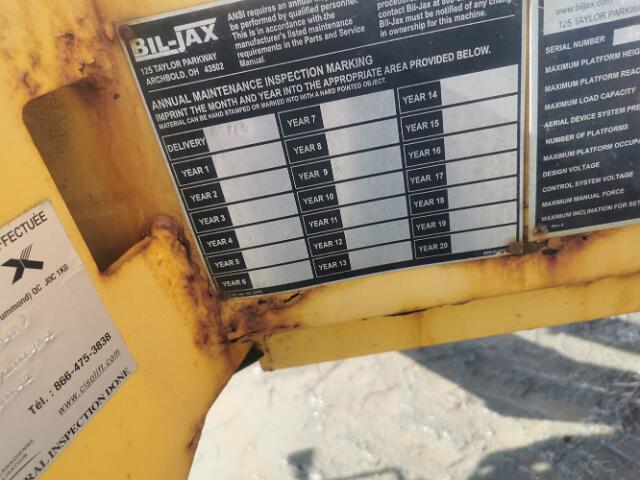 BIL-JAX
125 TAYLOR PARKWAY
ARCHBOLD, OH 43502
ANSI requires an annual
be performed by qualified personnel.
This is in accordance
manufacturer's listed maintenance
requirements in the Parts and Service
Manual.
contact Bil-Jax at
Bil-Jax must be notified of any change
in ownership for this machine.
ANNUAL MAINTENANCE INSPECTION MARKING
IMPRINT THE MONTH AND YEAR INTO THE APPROPRIATE AREA PROVIDED BELOW.
MATERIAL CAN BE HAND STAMPED OR MARKED INTO WITH A HARD POINTED OBJECT.
DELIVERY
YEAR 1
YEAR 2
YEAR 3
YEAR 4
YEAR 5
YEAR 6
YEAR 7
YEAR 8
YEAR 9
YEAR 10
YEAR 11
YEAR 12
YEAR 13
YEAR 14
YEAR 15
YEAR 16
YEAR 17
YEAR 18
YEAR 19
YEAR 20
www.biljax.com
125 TAYLOR PARKWAY
SERIAL NUMBER
MAXIMUM PLATFORM
MAXIMUM PLATFORM REACH
MAXIMUM LOAD CAPACITY
AERIAL DEVICE SYSTEM
NUMBER OF PLATFORMS
MAXIMUM PLATFORM
DESIGN VOLTAGE
CONTROL SYSTEM VOLTAGE
MAXIMUM MANUAL FORCE
MAXIMUM INCLINATION FOR
EFFECTUÉE
QC J0C 1K0
Tél.: 866-475-3838
www.cisolift.com
INSPECTION DONE